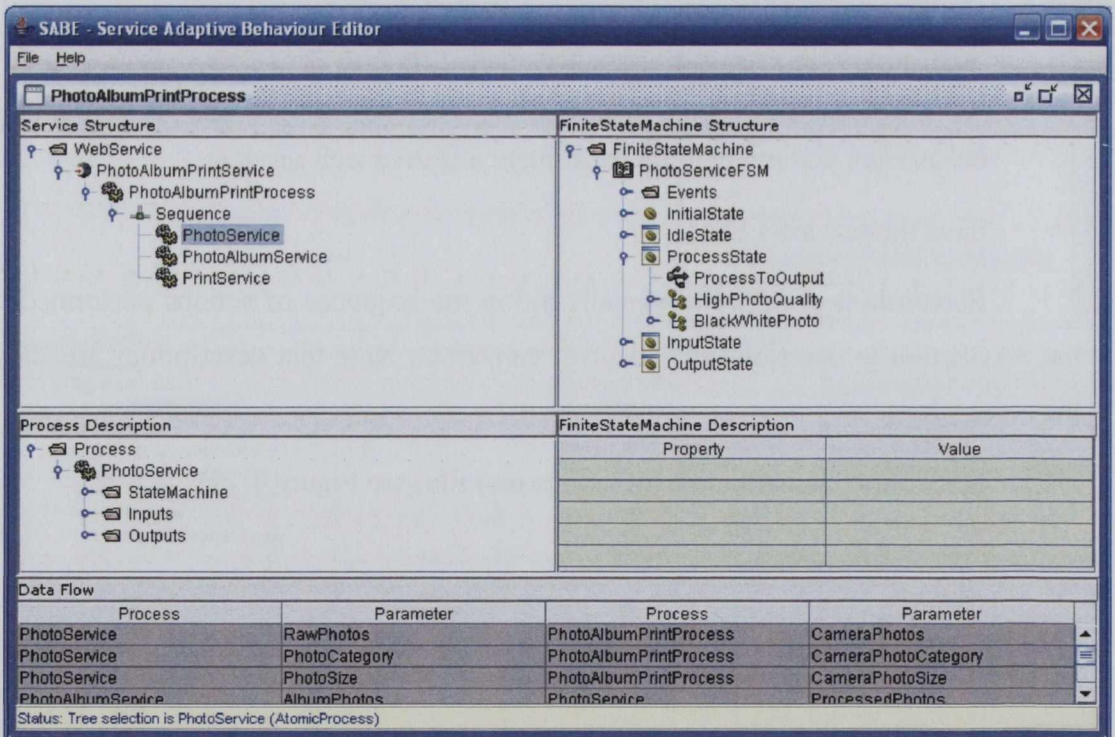 SABE - Service Adaptive Behaviour Editor
File Help
PhotoAlbumPrintProcess
Service Structure
WebService
PhotoAlbumPrintService
PhotoAlbumPrintProcess
Sequence
PhotoService
PhotoAlbumService
PrintService
FiniteStateMachine Structure
FiniteStateMachine
PhotoServiceFSM
Events
InitialState
IdleState
ProcessState
ProcessToOutput
HighPhotoQuality
BlackWhitePhoto
InputState
OutputState
Process Description
Process
PhotoService
StateMachine
Inputs
Outputs
FiniteStateMachine Description
Property Value
Data Flow
Process Parameter Process Parameter
PhotoService RawPhotos PhotoAlbumPrintProcess CameraPhotos
PhotoService PhotoCategory PhotoAlbumPrintProcess CameraPhotoCategory
PhotoService PhotoSize PhotoAlbumPrintProcess CameraPhotoSize
PhotoAlbumService AlbumPhotos PhotoService ProcessedPhotos
Status: Tree selection is PhotoService (AtomicProcess)